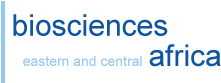 biosciences
eastern and central africa